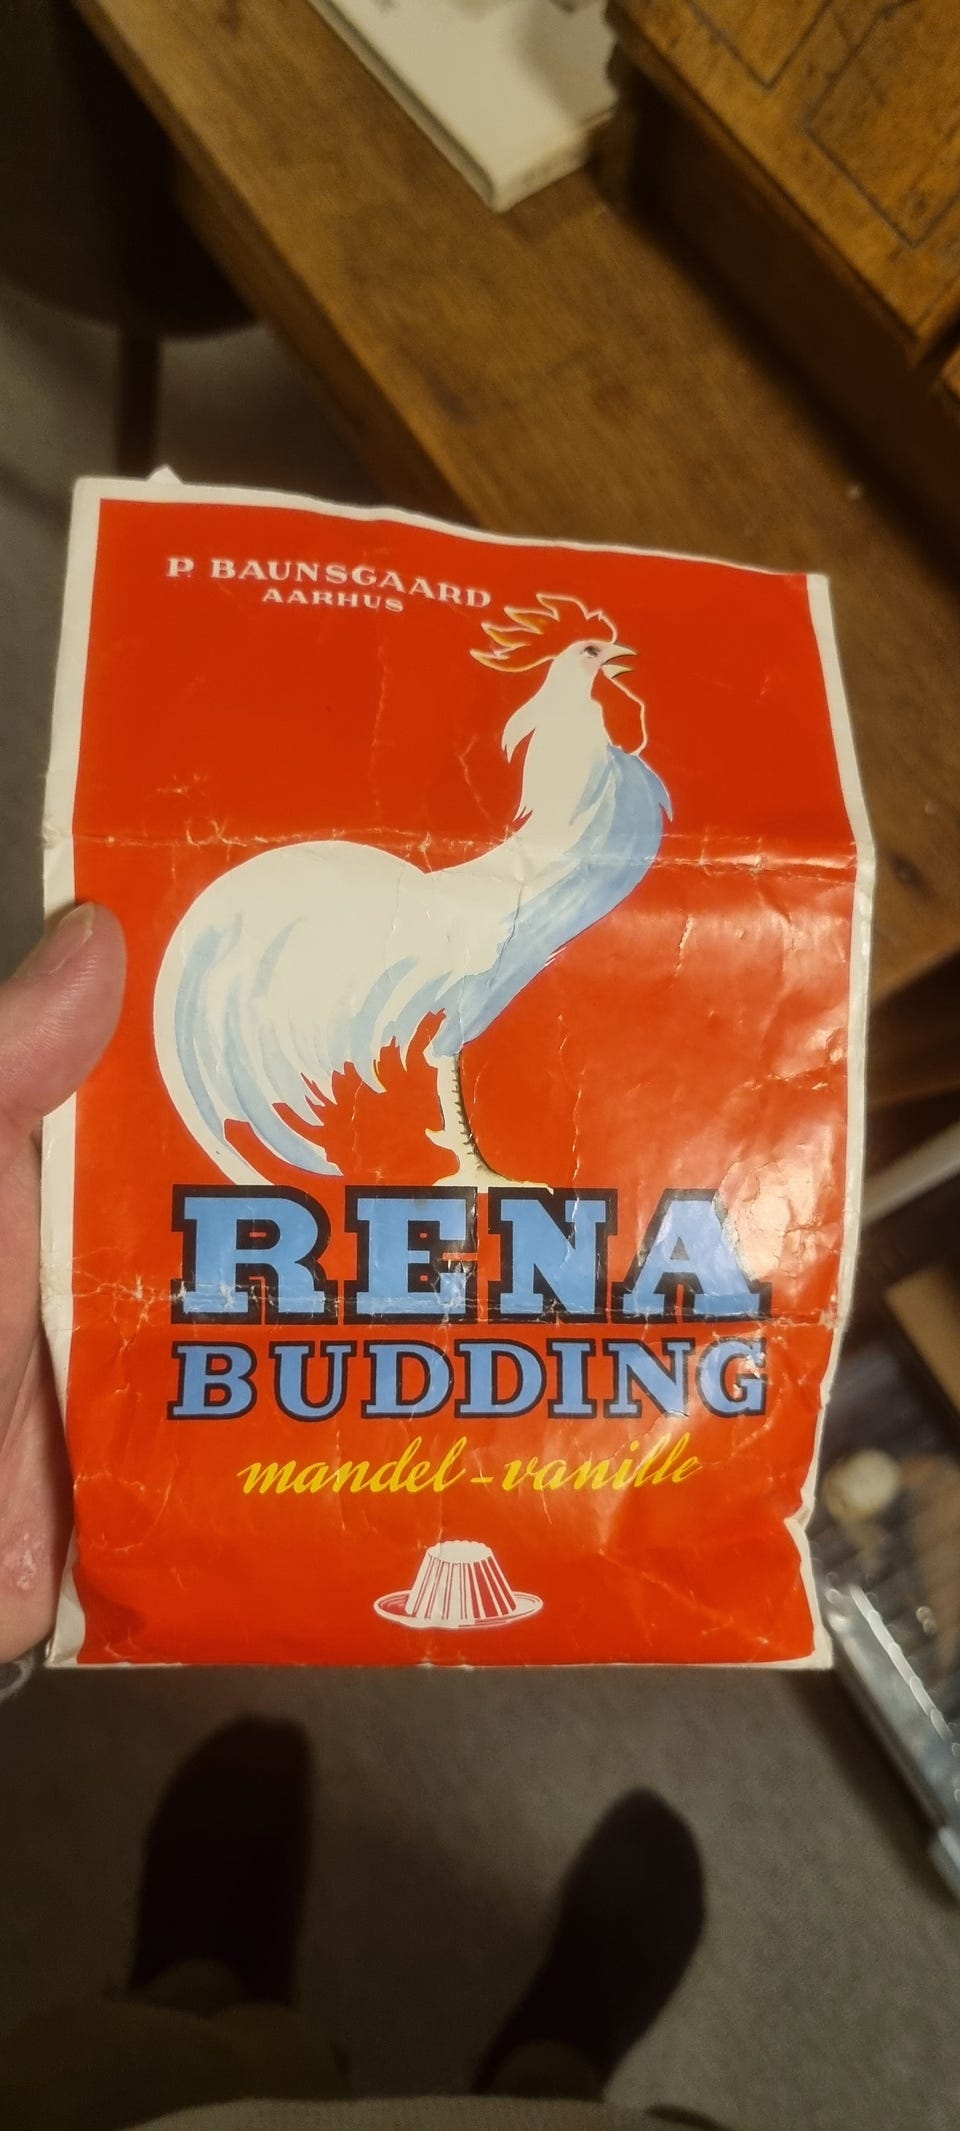 P. BAUNSGAARD
AARHUS
RENA
BUDDING
mandel-vanille